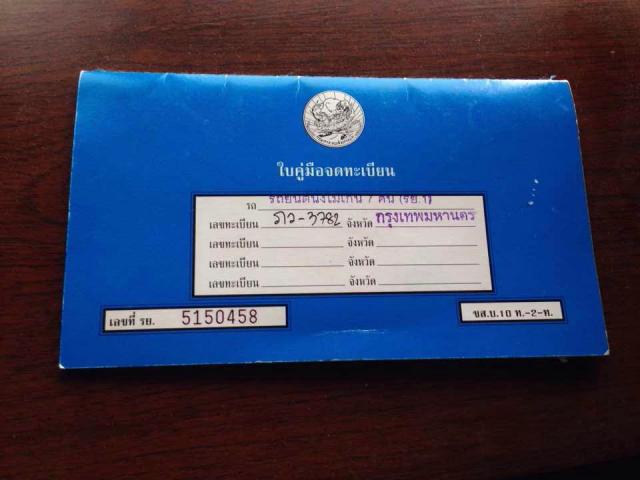 ใบคู่มือจดทะเบียน
รถ รถยนต์นั่งไม่เกิน 7 คน (รย.1)
เลขทะเบียน ภว-3782 จังหวัด กรุงเทพมหานคร
เลขทะเบียน จังหวัด
เลขทะเบียน จังหวัด
เลขทะเบียน จังหวัด
เลขที่ รย. 5150458
ขส.บ.10 ท.-2-ท.